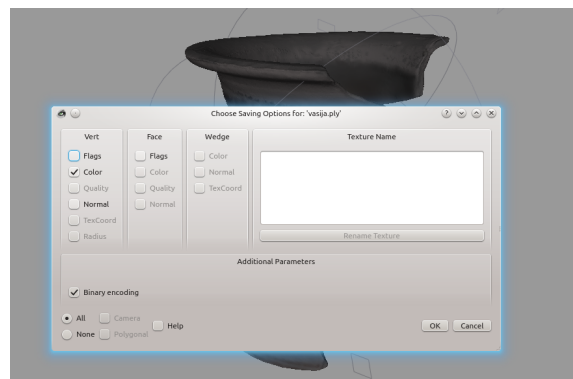 Choose Saving Options for: 'vasija.ply'
Vert
Face
Wedge
Texture Name
Flags
Flags
Color
Color
Color
Normal
Quality
Quality
TexCoord
Normal
Normal
TexCoord
Radius
Rename Texture
Additional Parameters
Binary encoding
All
Camera
None
Polygonal
Help
OK
Cancel